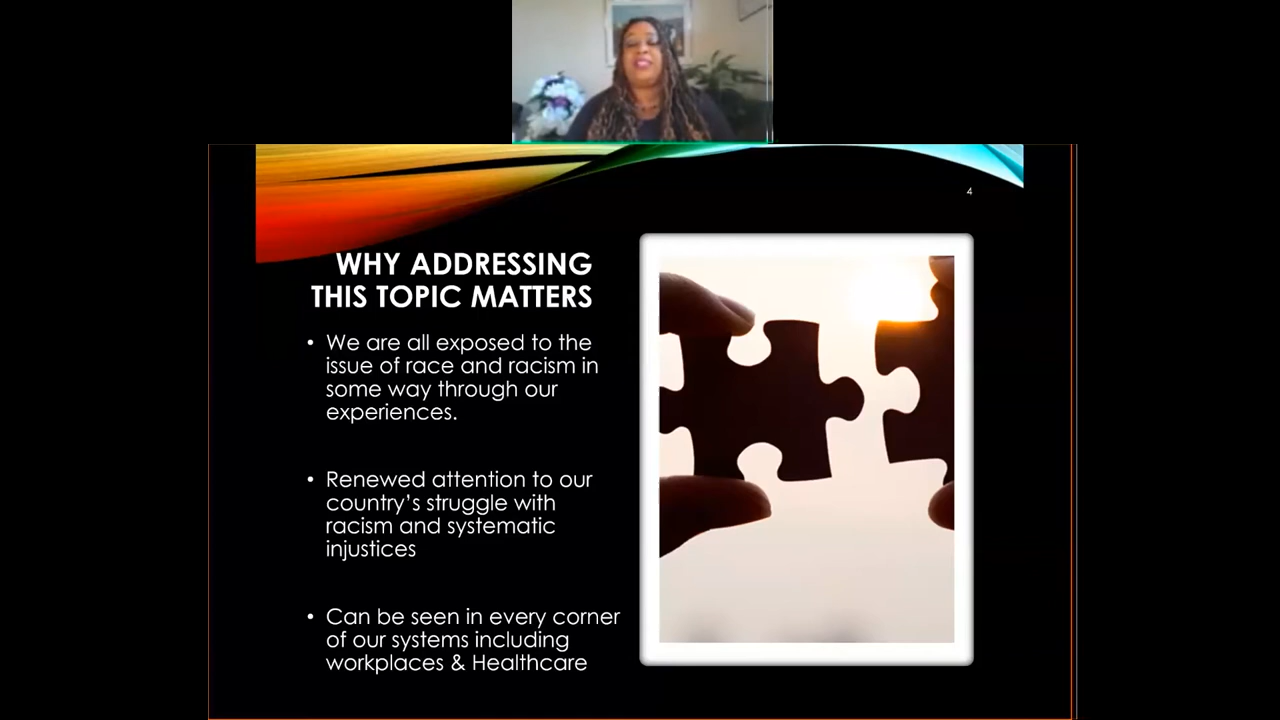 4
WHY ADDRESSING
THIS TOPIC MATTERS
• We are all exposed to the
issue of race and racism in
some way through our
experiences.
• Renewed attention to our
country’s struggle with
racism and systematic
injustices
• Can be seen in every corner
of our systems including
workplaces & Healthcare